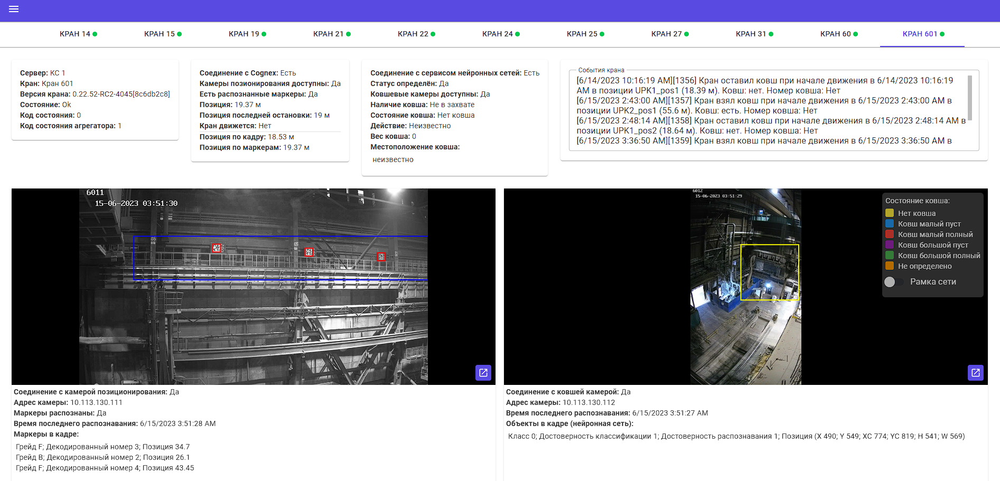 КРАН 14
КРАН 15
КРАН 19
КРАН 21
КРАН 22
КРАН 24
КРАН 25
КРАН 27
КРАН 31
КРАН 60
КРАН 601
Сервер: КС 1
Кран: Кран 601
Версия крана: 0.22.52-RC2-4045[8c6db2c8]
Состояние: Ok
Код состояния: 0
Код состояния агрегатора: 1
Соединение с Cognex: Есть
Камеры позионирования доступны: Да
Есть распознанные маркеры: Да
Позиция: 19.37 м
Позиция последней остановки: 19 м
Кран движется: Нет
Позиция по кадру: 18.53 м
Позиция по маркерам: 19.37 м
Соединение с сервисом нейронных сетей: Есть
Статус определён: Да
Ковшевые камеры доступны: Да
Наличие ковша: Не в захвате
Состояние ковша: Нет ковша
Действие: Неизвестно
Вес ковша: 0
Местоположение ковша:
неизвестно
События крана
[6/14/2023 10:16:19 AM][1356] Кран оставил ковш при начале движения в 6/14/2023 10:16:19
AM в позиции UPK1_pos1 (18.39 м). Ковш: нет. Номер ковша: Нет
[6/15/2023 2:43:00 AM][1357] Кран взял ковш при начале движения в 6/15/2023 2:43:00 AM в
позиции UPK2_pos1 (55.6 м). Ковш: есть. Номер ковша: Нет
[6/15/2023 2:48:14 AM][1358] Кран оставил ковш при начале движения в 6/15/2023 2:48:14 AM в
позиции UPK1_pos2 (18.64 м). Ковш: нет. Номер ковша: Нет
[6/15/2023 3:36:50 AM][1359] Кран взял ковш при начале движения в 6/15/2023 3:36:50 AM в
6011
15-06-2023 03:51:30
6012
15-06-2023 03:51:29
Состояние ковша:
Нет ковша
Ковш малый пуст
Ковш малый полный
Ковш большой пуст
Ковш большой полный
Не определено
Рамка сети
Соединение с камерой позиционирования: Да
Адрес камеры: 10.113.130.111
Маркеры распознаны: Да
Время последнего распознавания: 6/15/2023 3:51:28 AM
Маркеры в кадре:
Грейд F; Декодированный номер 3; Позиция 34.7
Грейд B; Декодированный номер 2; Позиция 26.1
Грейд F; Декодированный номер 4; Позиция 43.45
Соединение с ковшей камерой: Да
Адрес камеры: 10.113.130.112
Время последнего распознавания: 6/15/2023 3:51:27 AM
Объекты в кадре (нейронная сеть):
Класс 0; Достоверность классификации 1; Достоверность распознавания 1; Позиция (X 490; Y 549; XC 774; YC 819; H 541; W 569)